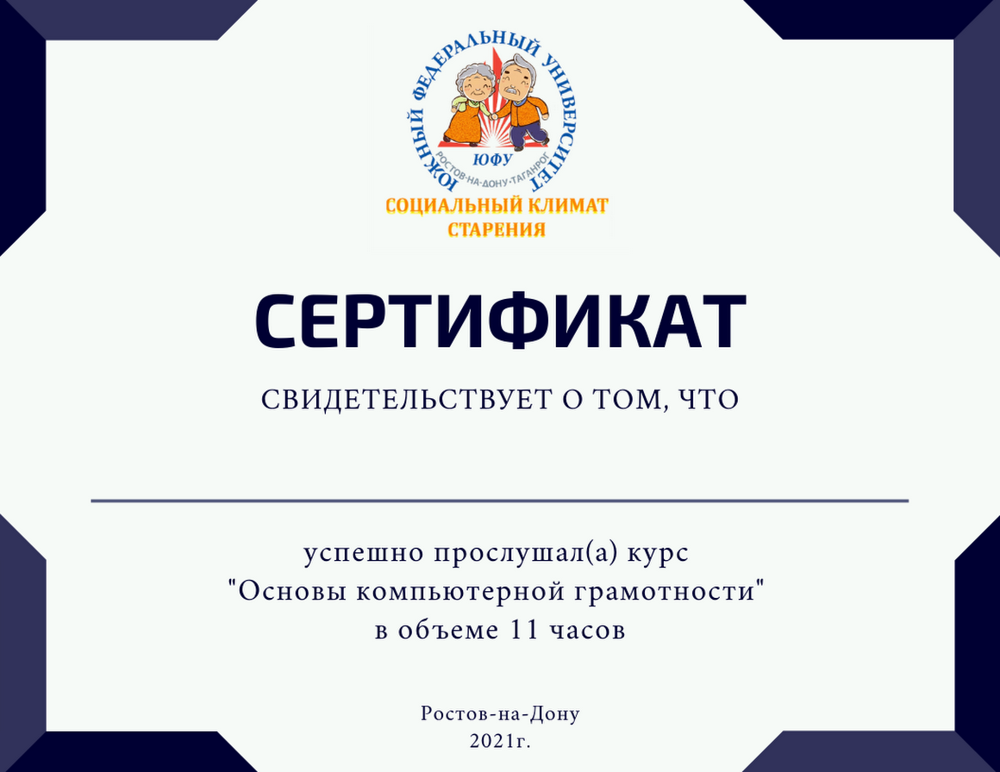 ЮЖНЫЙ ФЕДЕРАЛЬНЫЙ УНИВЕРСИТЕТ
ЮФУ
РОСТОВ-НА-ДОНУ-ТАГАНРОГ
СОЦИАЛЬНЫЙ КЛИМАТ
СТАРЕНИЯ
СЕРТИФИКАТ
СВИДЕТЕЛЬСТВУЕТ О ТОМ, ЧТО
успешно прослушал(а) курс
"Основы компьютерной грамотности"
в объеме 11 часов
Ростов-на-Дону
2021г.